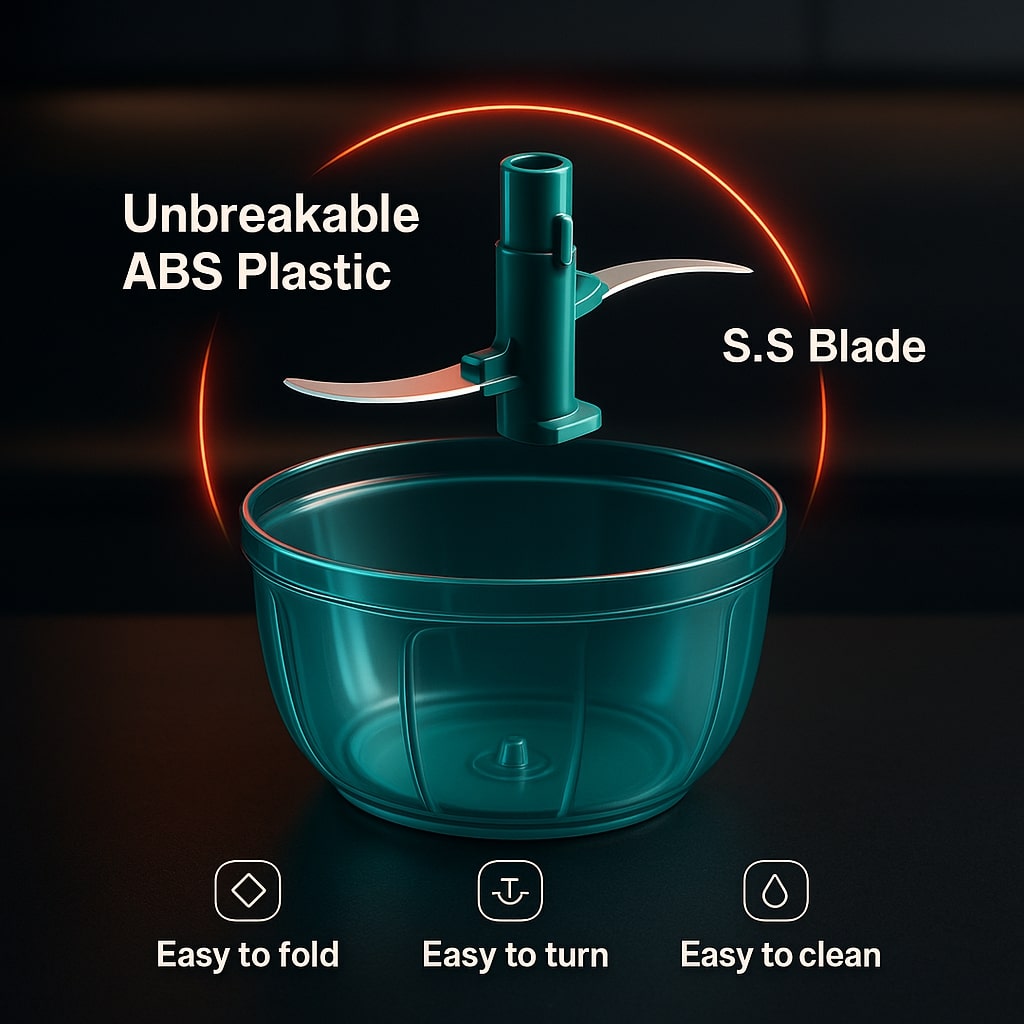 Unbreakable
ABS Plastic
S.S Blade
Easy to fold
Easy to turn
Easy to clean